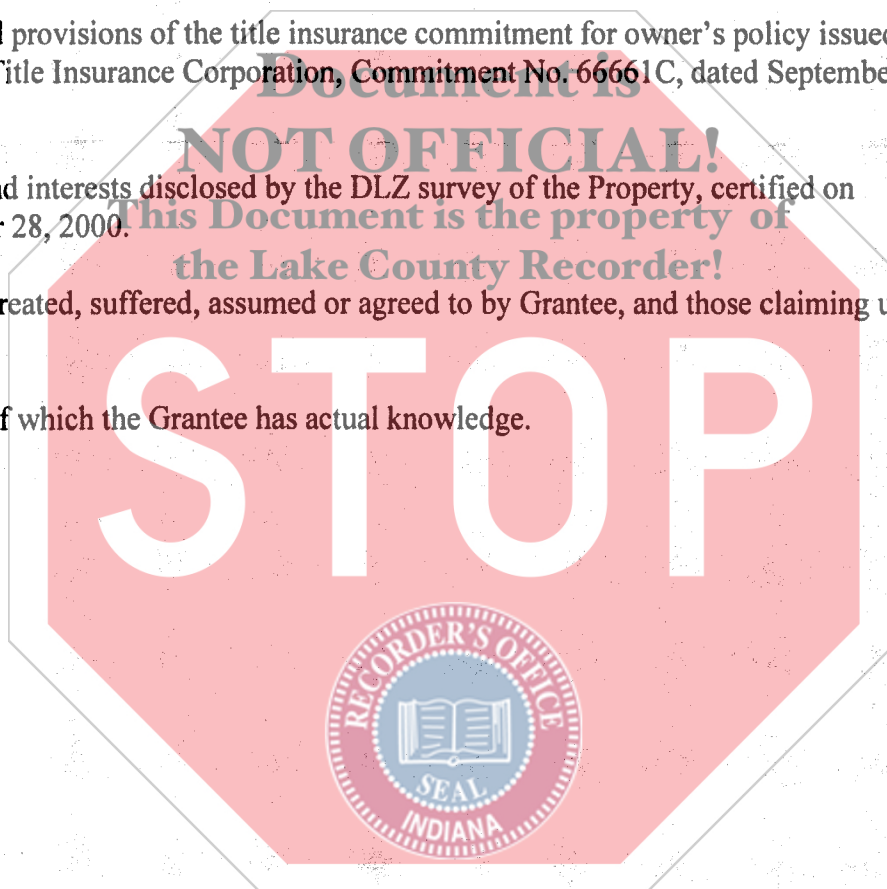 provisions of the title insurance commitment for owner's policy issued
Title Insurance Corporation, Commitment No. 66661C, dated Septembe
Document is
NOT OFFICIAL!
d interests disclosed by the DLZ survey of the Property, certified on
r 28, 2000.
This Document is the property of
the Lake County Recorder!
reated, suffered, assumed or agreed to by Grantee, and those claiming u
f which the Grantee has actual knowledge.
STOP
RECORDER'S OFFICE
SEAL
INDIANA